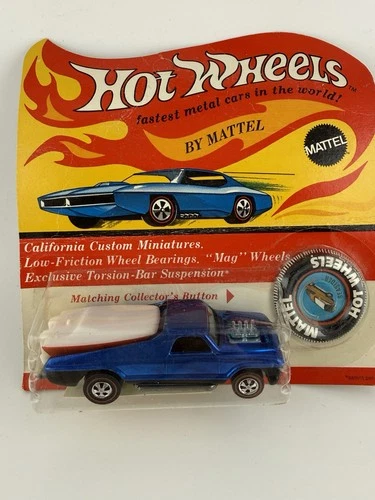 Hot Wheels
fastest metal cars in the world!
BY MATTEL
MATTEL
California Custom Miniatures.
Low-Friction Wheel Bearings. "Mag" Wheels
Exclusive Torsion-Bar Suspension*
Matching Collector's Button
HOT WHEELS
MATTEL